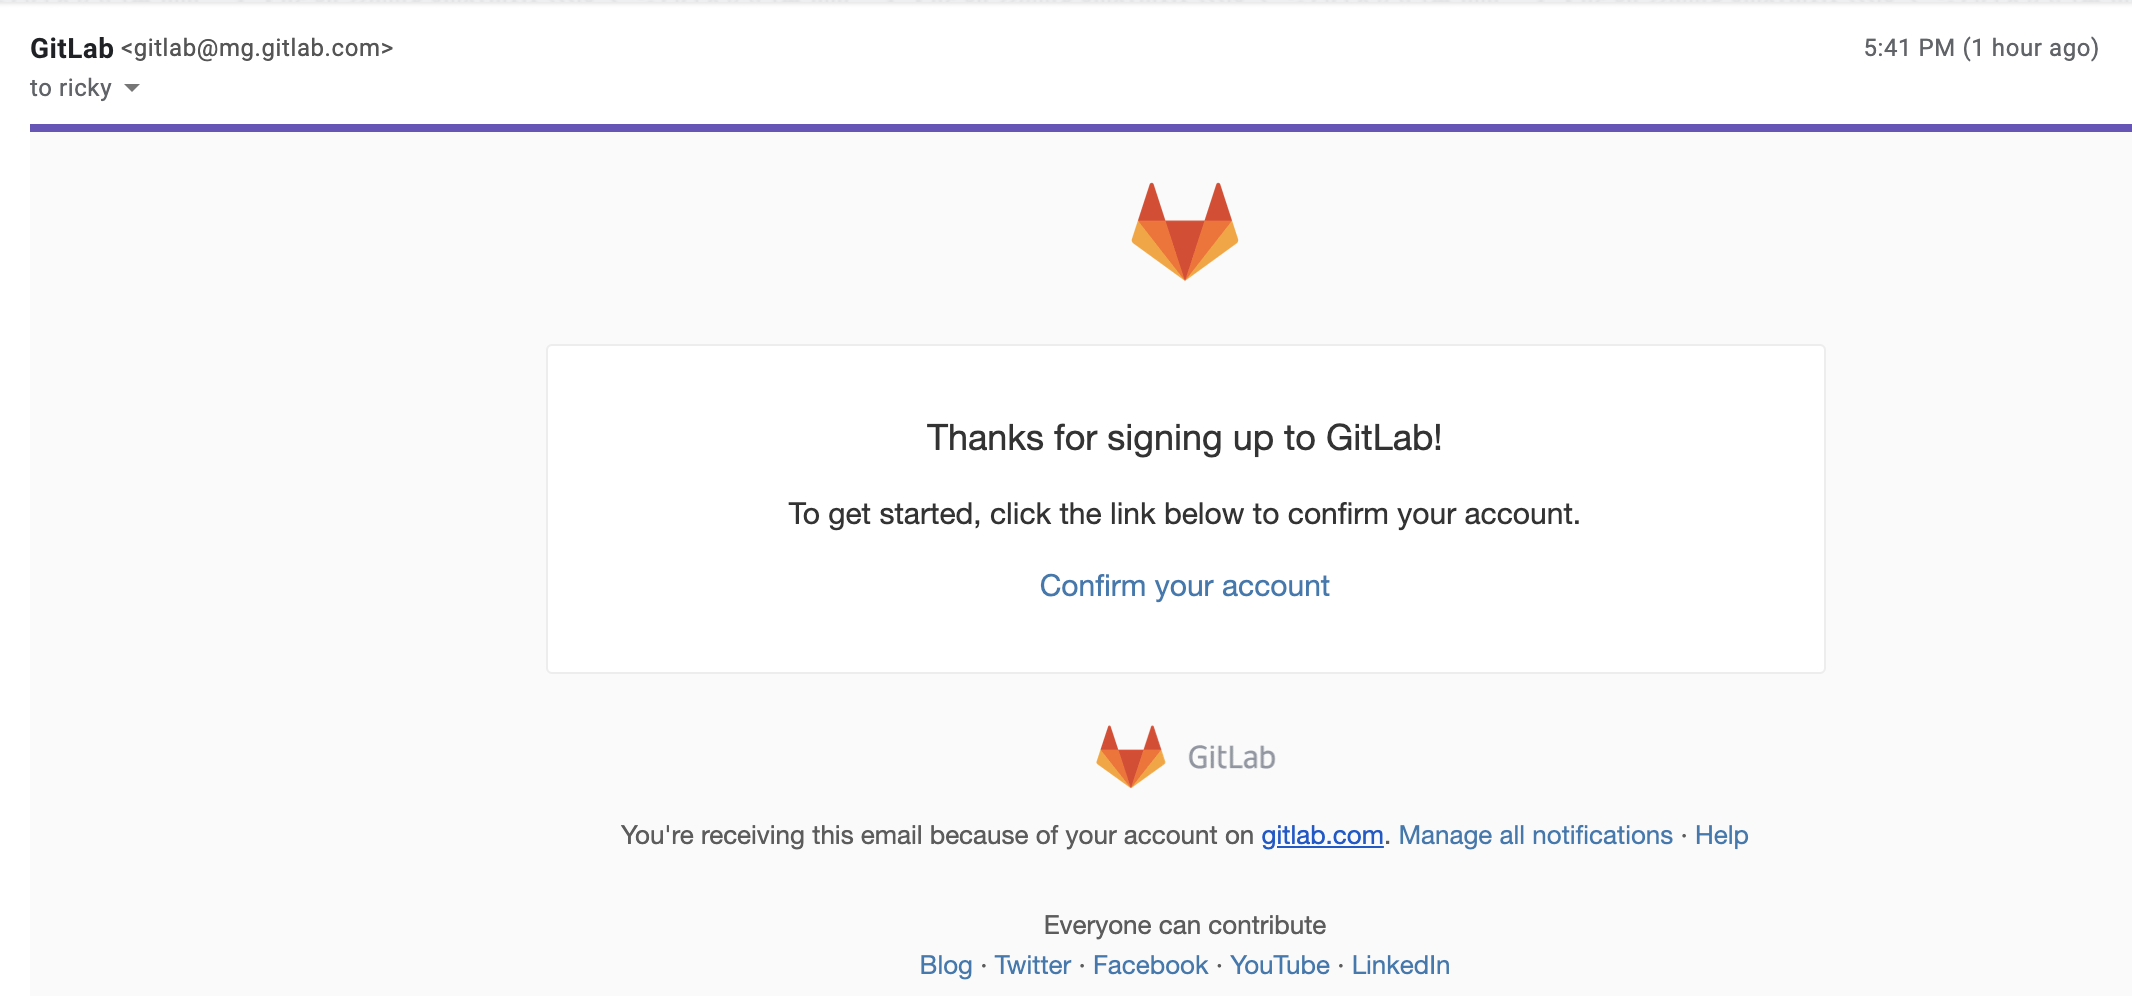 GitLab <gitlab@mg.gitlab.com>
5:41 PM (1 hour ago)
to ricky
Thanks for signing up to GitLab!
To get started, click the link below to confirm your account.
Confirm your account
GitLab
You're receiving this email because of your account on gitlab.com. Manage all notifications · Help
Everyone can contribute
Blog · Twitter · Facebook · YouTube · LinkedIn